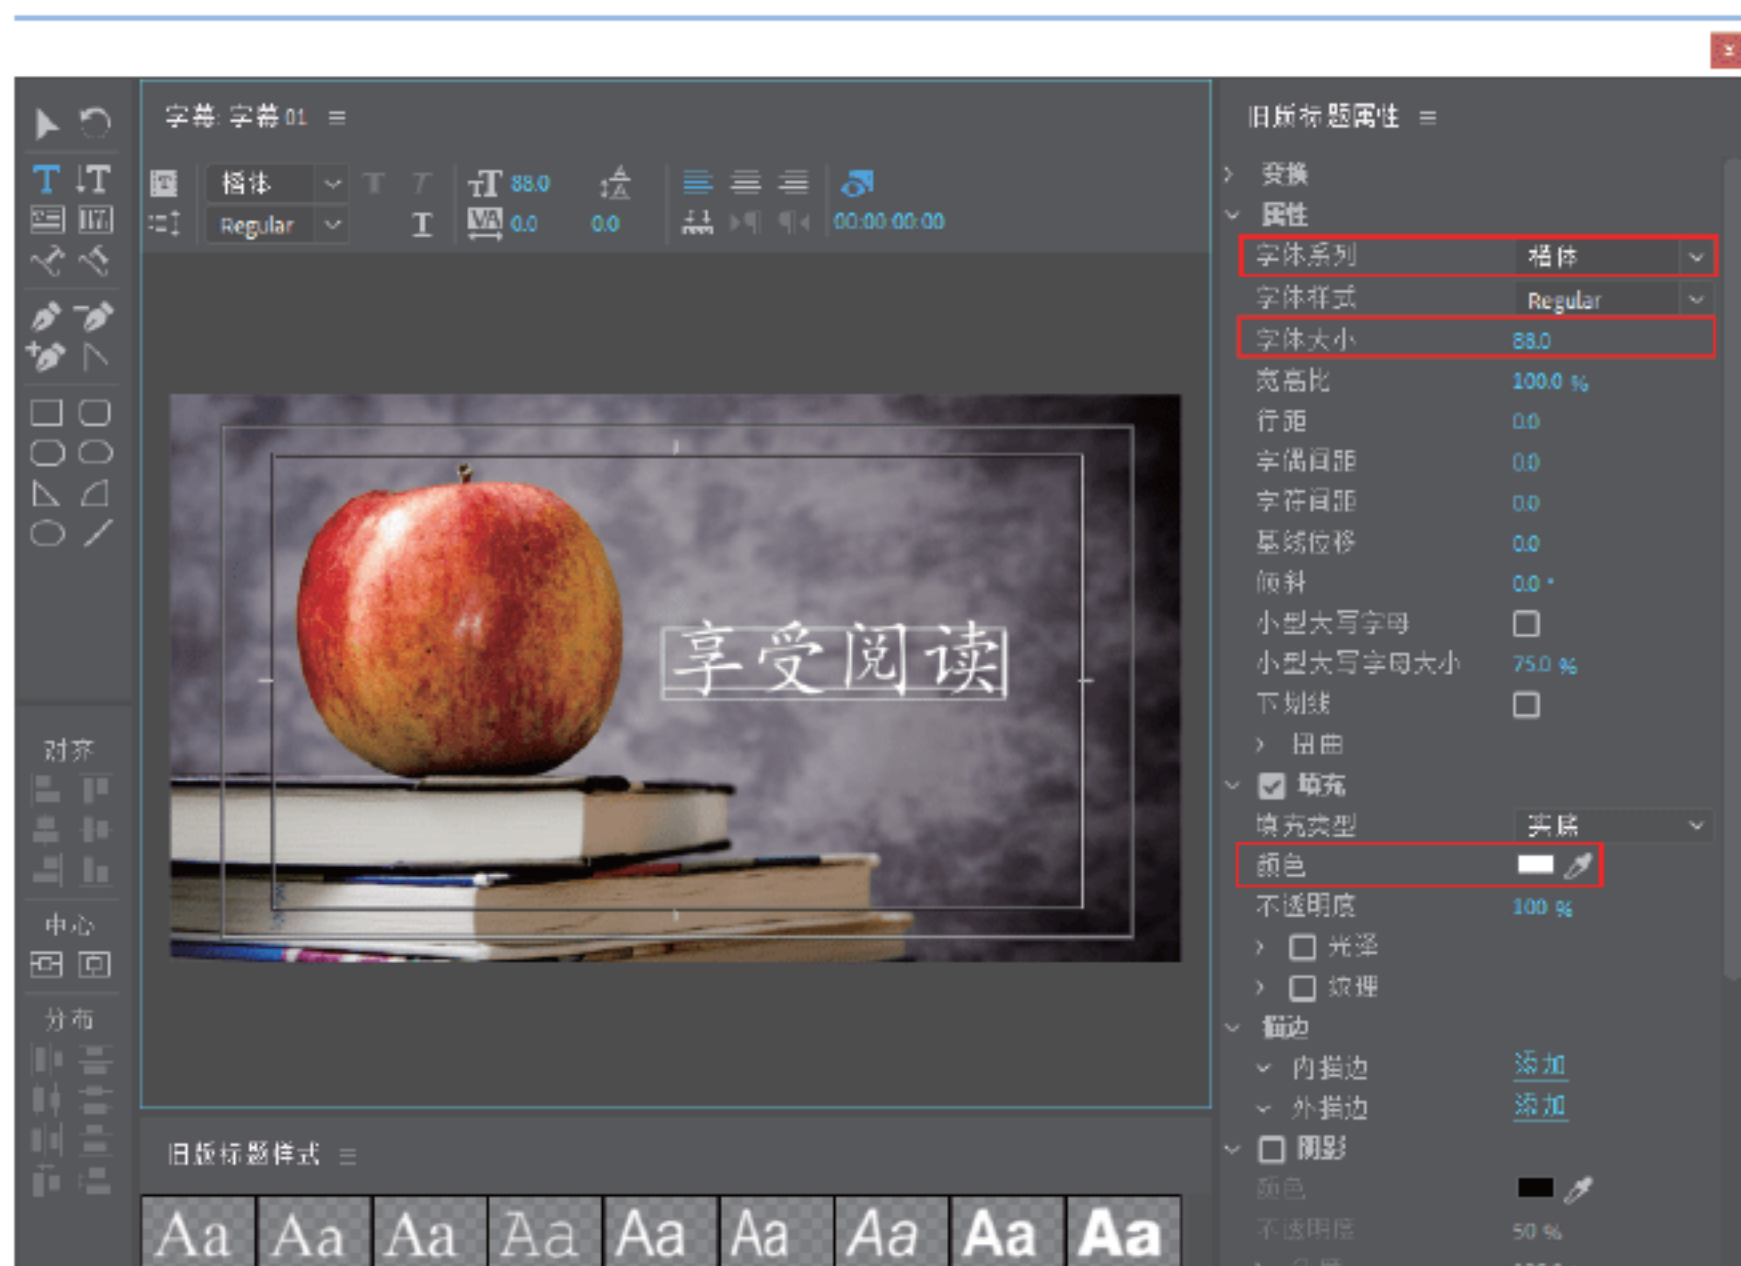 字幕: 字幕 01
楷体
88.0
Regular
0.0
0.0
00:00:00:00
享受阅读
对齐
中心
分布
旧版标题样式
Aa Aa Aa Aa Aa Aa Aa Aa Aa
旧版标题属性
变换
属性
字体系列 楷体
字体样式 Regular
字体大小 88.0
宽高比 100.0 %
行距 0.0
字偶间距 0.0
字符间距 0.0
基线位移 0.0
倾斜 0.0 °
小型大写字母
小型大写字母大小 75.0 %
下划线
扭曲
填充
填充类型 实底
颜色
不透明度 100 %
光泽
纹理
描边
内描边 添加
外描边 添加
阴影
颜色
不透明度 50 %